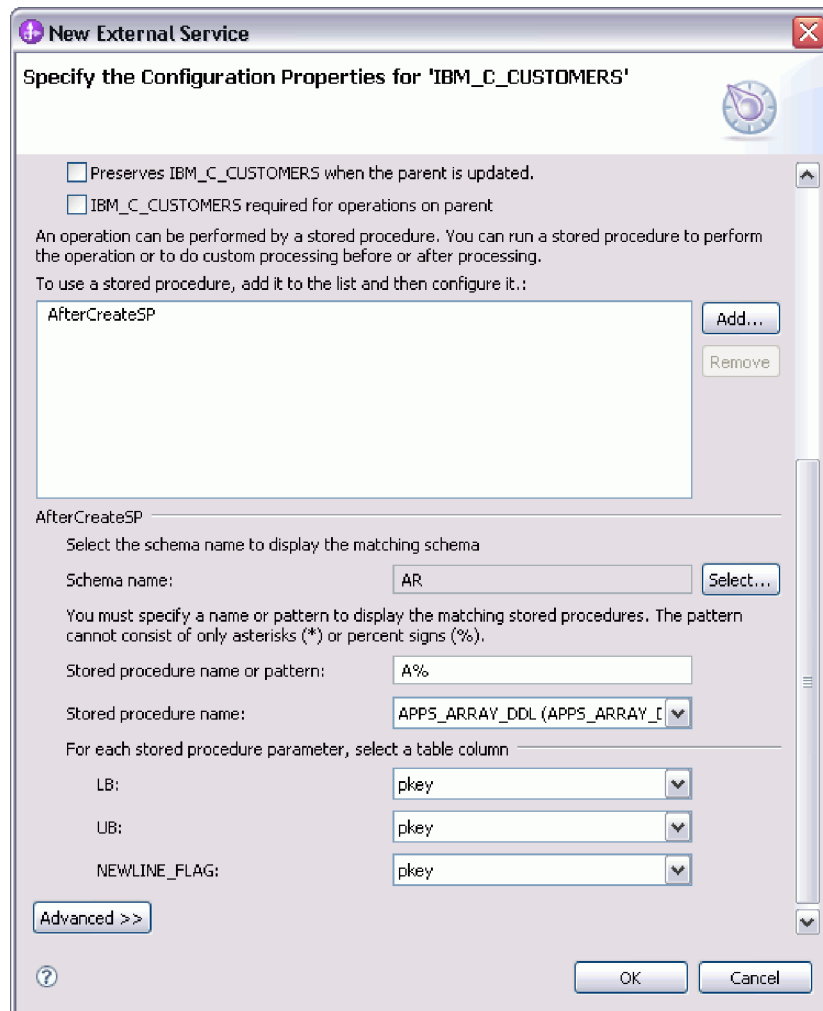 New External Service
Specify the Configuration Properties for 'IBM_C_CUSTOMERS'
Preserves IBM_C_CUSTOMERS when the parent is updated.
IBM_C_CUSTOMERS required for operations on parent
An operation can be performed by a stored procedure. You can run a stored procedure to perform
the operation or to do custom processing before or after processing.
To use a stored procedure, add it to the list and then configure it.:
AfterCreateSP
Add...
Remove
AfterCreateSP
Select the schema name to display the matching schema
Schema name: AR Select...
You must specify a name or pattern to display the matching stored procedures. The pattern
cannot consist of only asterisks (*) or percent signs (%).
Stored procedure name or pattern: A%
Stored procedure name: APPS_ARRAY_DDL (APPS_ARRAY_D
For each stored procedure parameter, select a table column
LB: pkey
UB: pkey
NEWLINE_FLAG: pkey
Advanced >>
? OK Cancel